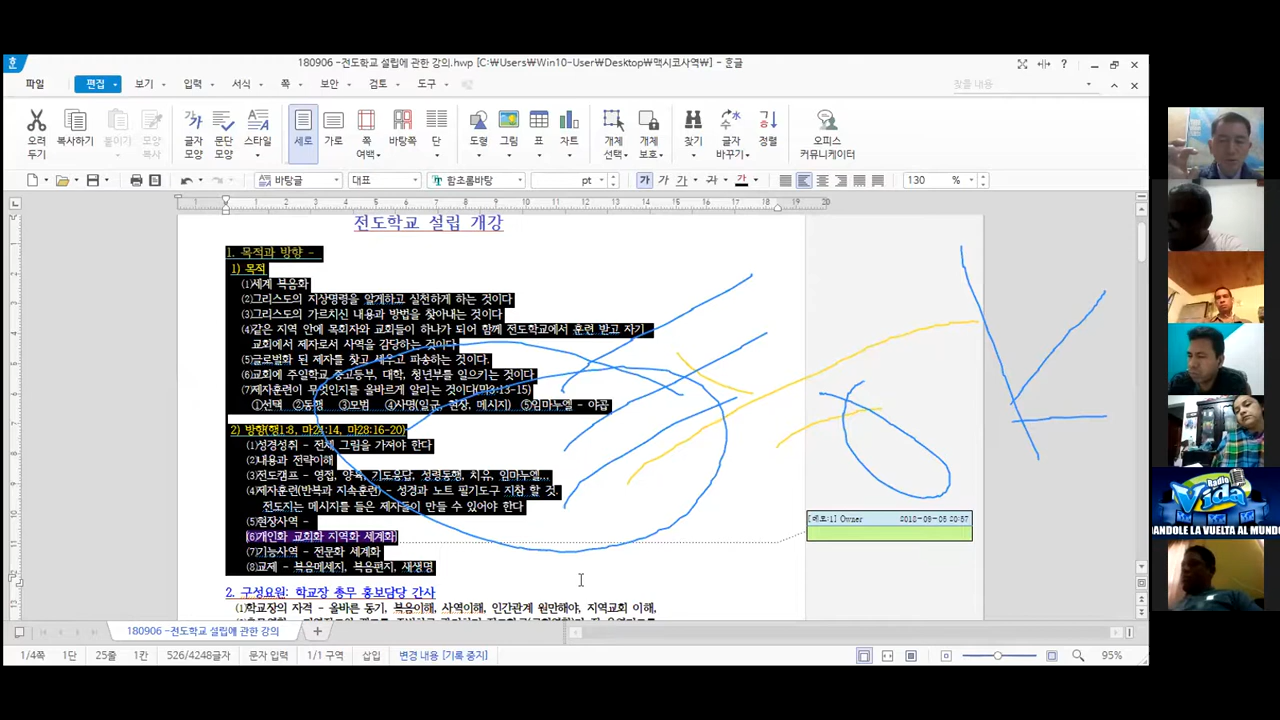 180906 -전도학교 설립에 관한 강의.hwp [C:₩Users₩Win10-User₩Desktop₩맥시코사역₩] - 훈글
파일 편집 보기 입력 서식 쪽 보안 검토 도구 찾을 내용
오려 두기 복사하기 붙이기 모양 복사 글자 모양 문단 모양 스타일 세로 가로 쪽 여백 바탕쪽 단 도형 그림 표 차트 개체 선택 개체 보호 찾기 글자 바꾸기 정렬 오피스 커뮤니케이터
바탕글 대표 함초롬바탕 pt 가 가 가 가 가 130 %
전도학교 설립 개강
1. 목적과 방향 -
1) 목적
(1)세계 복음화
(2)그리스도의 지상명령을 알게하고 실천하게 하는 것이다
(3)그리스도의 가르치신 내용과 방법을 찾아내는 것이다
(4)같은 지역 안에 목회자와 교회들이 하나가 되어 함께 전도학교에서 훈련 받고 자기
교회에서 제자로서 사역을 감당하는 것이다
(5)글로벌화 된 제자를 찾고 세우고 파송하는 것이다.
(6)교회에 주일학교, 중고등부, 대학, 청년부를 일으키는 것이다
(7)제자훈련이 무엇인지를 올바르게 알리는 것이다(막3:13-15)
①선택 ②동행 ③모범 ④사명(일군, 현장, 메시지) ⑤임마누엘 - 야곱
2) 방향(행1:8, 마24:14, 마28:16-20)
(1)성경성취 - 전체 그림을 가져야 한다
(2)내용과 전략이해
(3)전도캠프 - 영접, 양육, 기도응답, 성령동행, 치유, 임마누엘...
(4)제자훈련(반복과 지속훈련) - 성경과 노트 필기도구 지참 할 것.
전도지는 메시지를 들은 제자들이 만들 수 있어야 한다
(5)현장사역 -
(6)개인화 교회화 지역화 세계화
(7)기능사역 - 전문화 세계화
(8)교제 - 복음메세지, 복음편지, 새생명
[메모:1] Owner 2018-09-05 20:57
2. 구성요원: 학교장 총무 홍보담당 간사
(1)학교장의 자격 - 올바른 동기, 복음이해, 사역이해, 인간관계 원만해야, 지역교회 이해,
180906 -전도학교 설립에 관한 강의
1/4쪽 1단 25줄 1칸 526/4248글자 문자 입력 1/1 구역 삽입 변경 내용 [기록 중지] 95%
Radio
Vida
ANDOLE LA VUELTA AL MUNDO